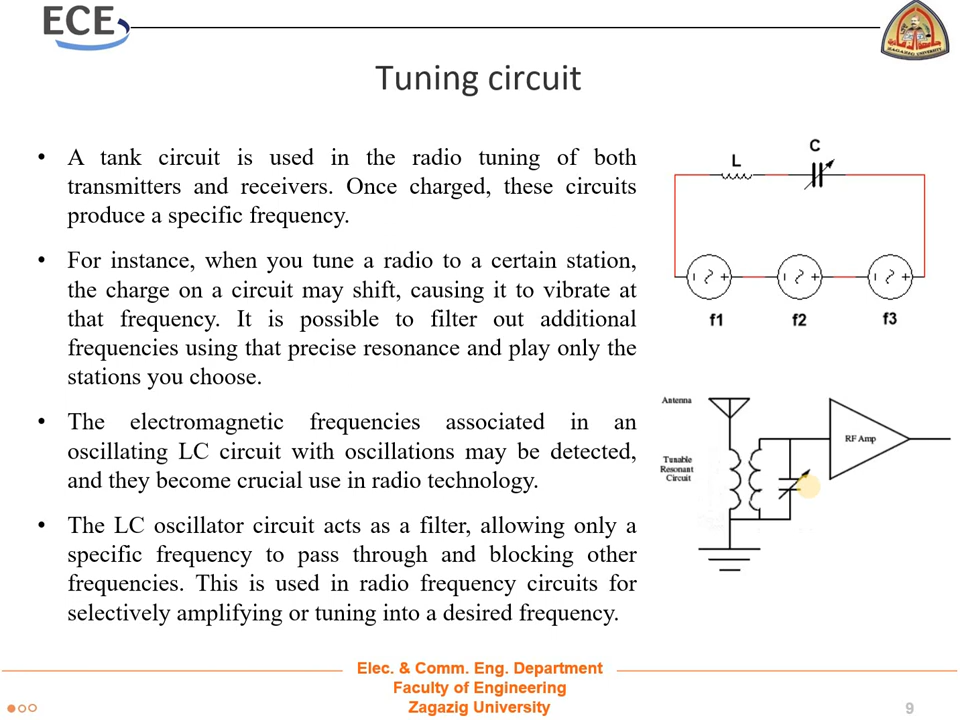 ECE
Tuning circuit
• A tank circuit is used in the radio tuning of both
transmitters and receivers. Once charged, these circuits
produce a specific frequency.
• For instance, when you tune a radio to a certain station,
the charge on a circuit may shift, causing it to vibrate at
that frequency. It is possible to filter out additional
frequencies using that precise resonance and play only the
stations you choose.
• The electromagnetic frequencies associated in an
oscillating LC circuit with oscillations may be detected,
and they become crucial use in radio technology.
• The LC oscillator circuit acts as a filter, allowing only a
specific frequency to pass through and blocking other
frequencies. This is used in radio frequency circuits for
selectively amplifying or tuning into a desired frequency.
C
L
f1 f2 f3
Antenna
RF Amp
Tunable
Resonant
Circuit
Elec. & Comm. Eng. Department
Faculty of Engineering
Zagazig University
9